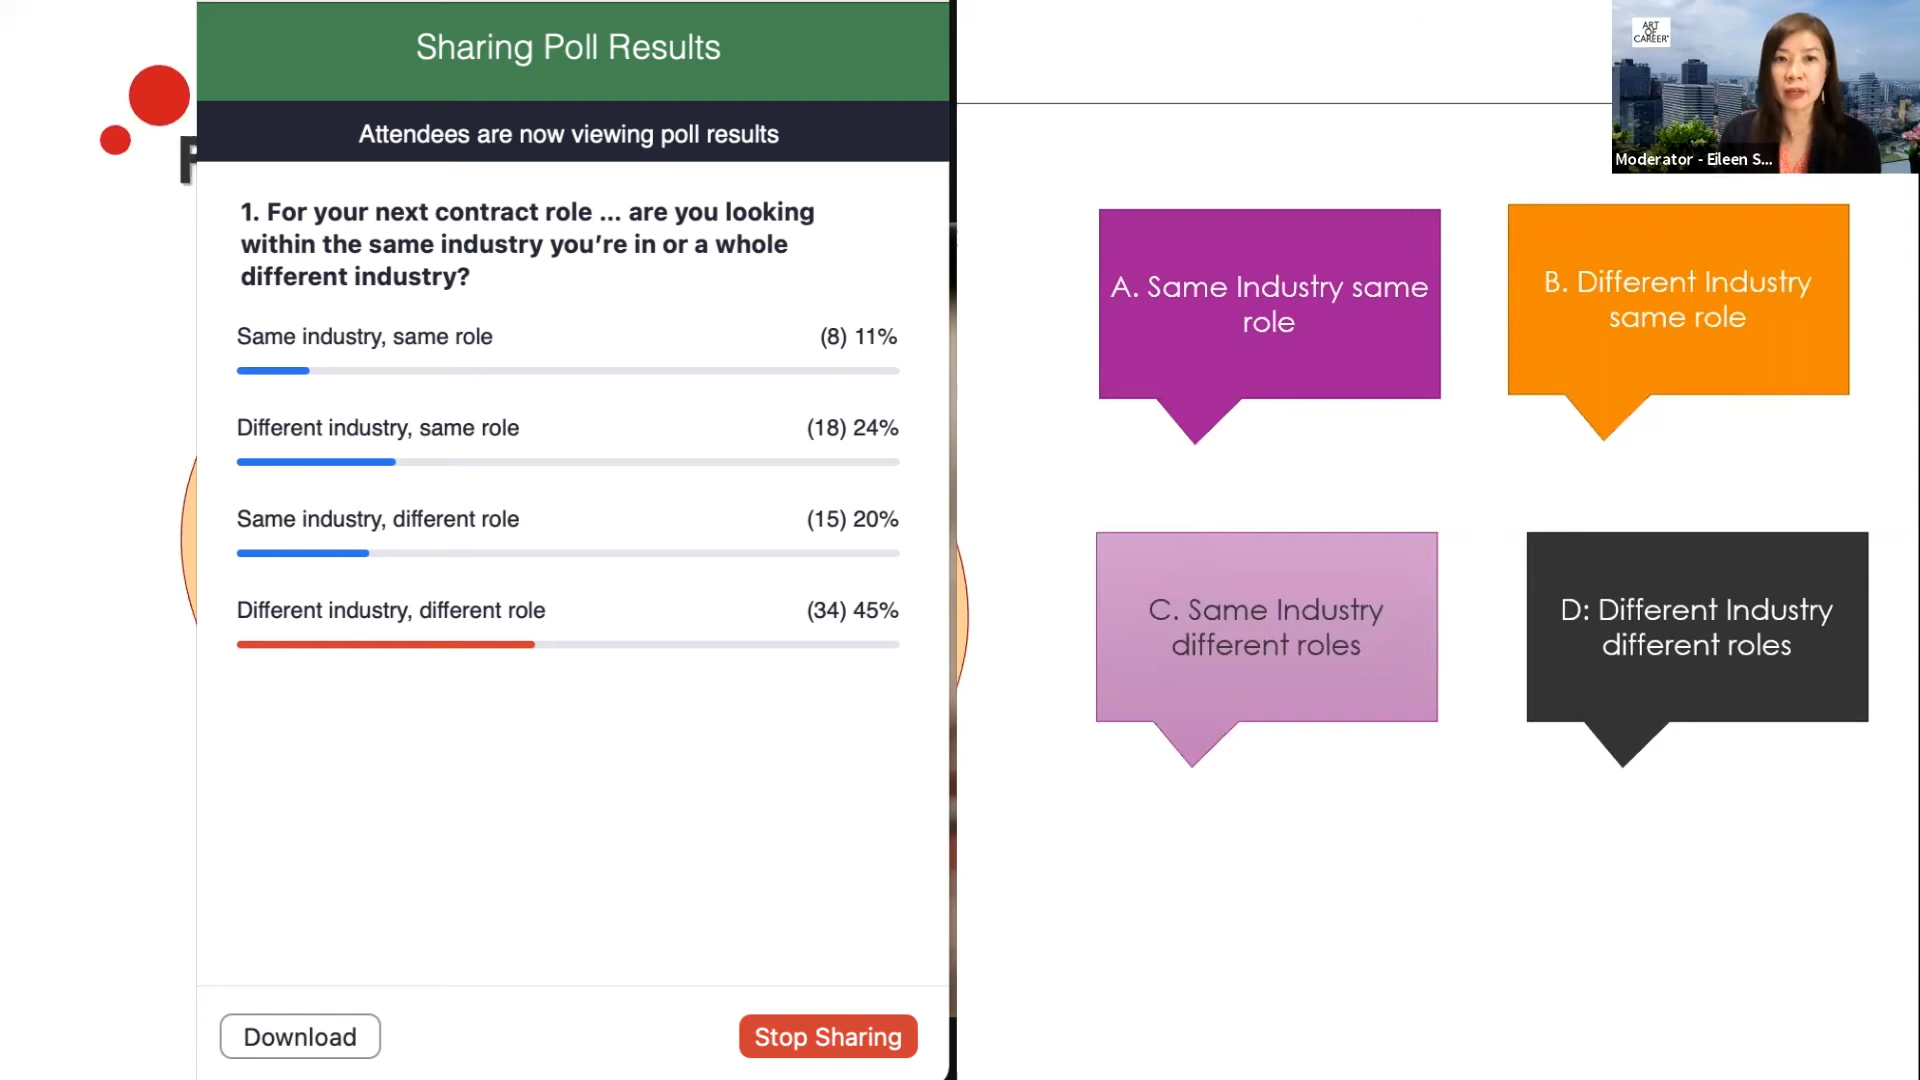 Sharing Poll Results
Attendees are now viewing poll results
1. For your next contract role ... are you looking
within the same industry you're in or a whole
different industry?
Same industry, same role (8) 11%
Different industry, same role (18) 24%
Same industry, different role (15) 20%
Different industry, different role (34) 45%
Download
Stop Sharing
ART
OF
CAREER
Moderator - Eileen S...
A. Same Industry same
role
B. Different Industry
same role
C. Same Industry
different roles
D: Different Industry
different roles